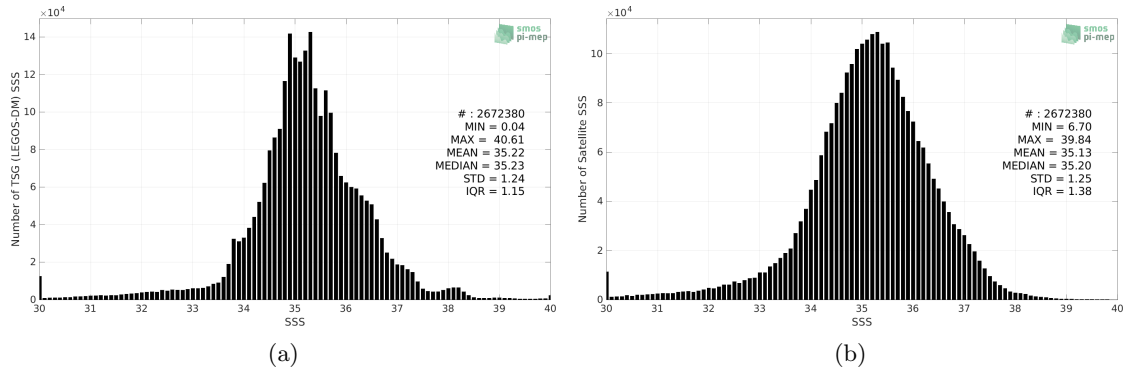 ×10⁴
14
12
10
8
6
4
2
0
30 31 32 33 34 35 36 37 38 39 40
SSS
Number of TSG (LEGOS-DM) SSS
smos
pi-mep
# : 2672380
MIN = 0.04
MAX = 40.61
MEAN = 35.22
MEDIAN = 35.23
STD = 1.24
IQR = 1.15
(a)
×10⁴
10
8
6
4
2
0
30 31 32 33 34 35 36 37 38 39 40
SSS
Number of Satellite SSS
smos
pi-mep
# : 2672380
MIN = 6.70
MAX = 39.84
MEAN = 35.13
MEDIAN = 35.20
STD = 1.25
IQR = 1.38
(b)